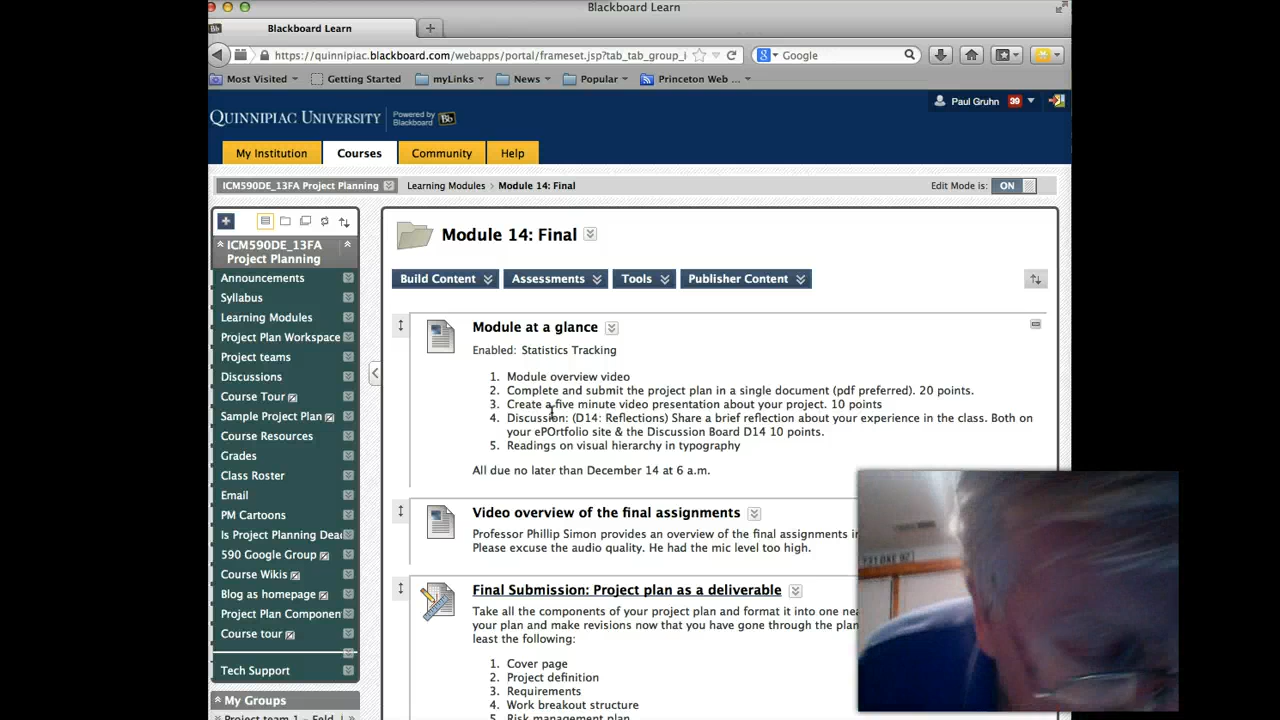 Blackboard Learn
Blackboard Learn
https://quinnipiac.blackboard.com/webapps/portal/frameset.jsp?tab_tab_group_i
Google
Most Visited
Getting Started
myLinks
News
Popular
Princeton Web ...
Paul Gruhn 39
QUINNIPIAC UNIVERSITY
Powered by
Blackboard
Bb
My Institution
Courses
Community
Help
ICM590DE_13FA Project Planning
Learning Modules > Module 14: Final
Edit Mode is: ON
ICM590DE_13FA
Project Planning
Announcements
Syllabus
Learning Modules
Project Plan Workspace
Project teams
Discussions
Course Tour
Sample Project Plan
Course Resources
Grades
Class Roster
Email
PM Cartoons
Is Project Planning Dea
590 Google Group
Course Wikis
Blog as homepage
Project Plan Componen
Course tour
Tech Support
My Groups
Project team 1 - Feld
Module 14: Final
Build Content
Assessments
Tools
Publisher Content
Module at a glance
Enabled: Statistics Tracking
1. Module overview video
2. Complete and submit the project plan in a single document (pdf preferred). 20 points.
3. Create a five minute video presentation about your project. 10 points
4. Discussion: (D14: Reflections) Share a brief reflection about your experience in the class. Both on
your ePOrtfolio site & the Discussion Board D14 10 points.
5. Readings on visual hierarchy in typography
All due no later than December 14 at 6 a.m.
Video overview of the final assignments
Professor Phillip Simon provides an overview of the final assignments i
Please excuse the audio quality. He had the mic level too high.
Final Submission: Project plan as a deliverable
Take all the components of your project plan and format it into one nea
your plan and make revisions now that you have gone through the plan
least the following:
1. Cover page
2. Project definition
3. Requirements
4. Work breakout structure
5. Risk management plan